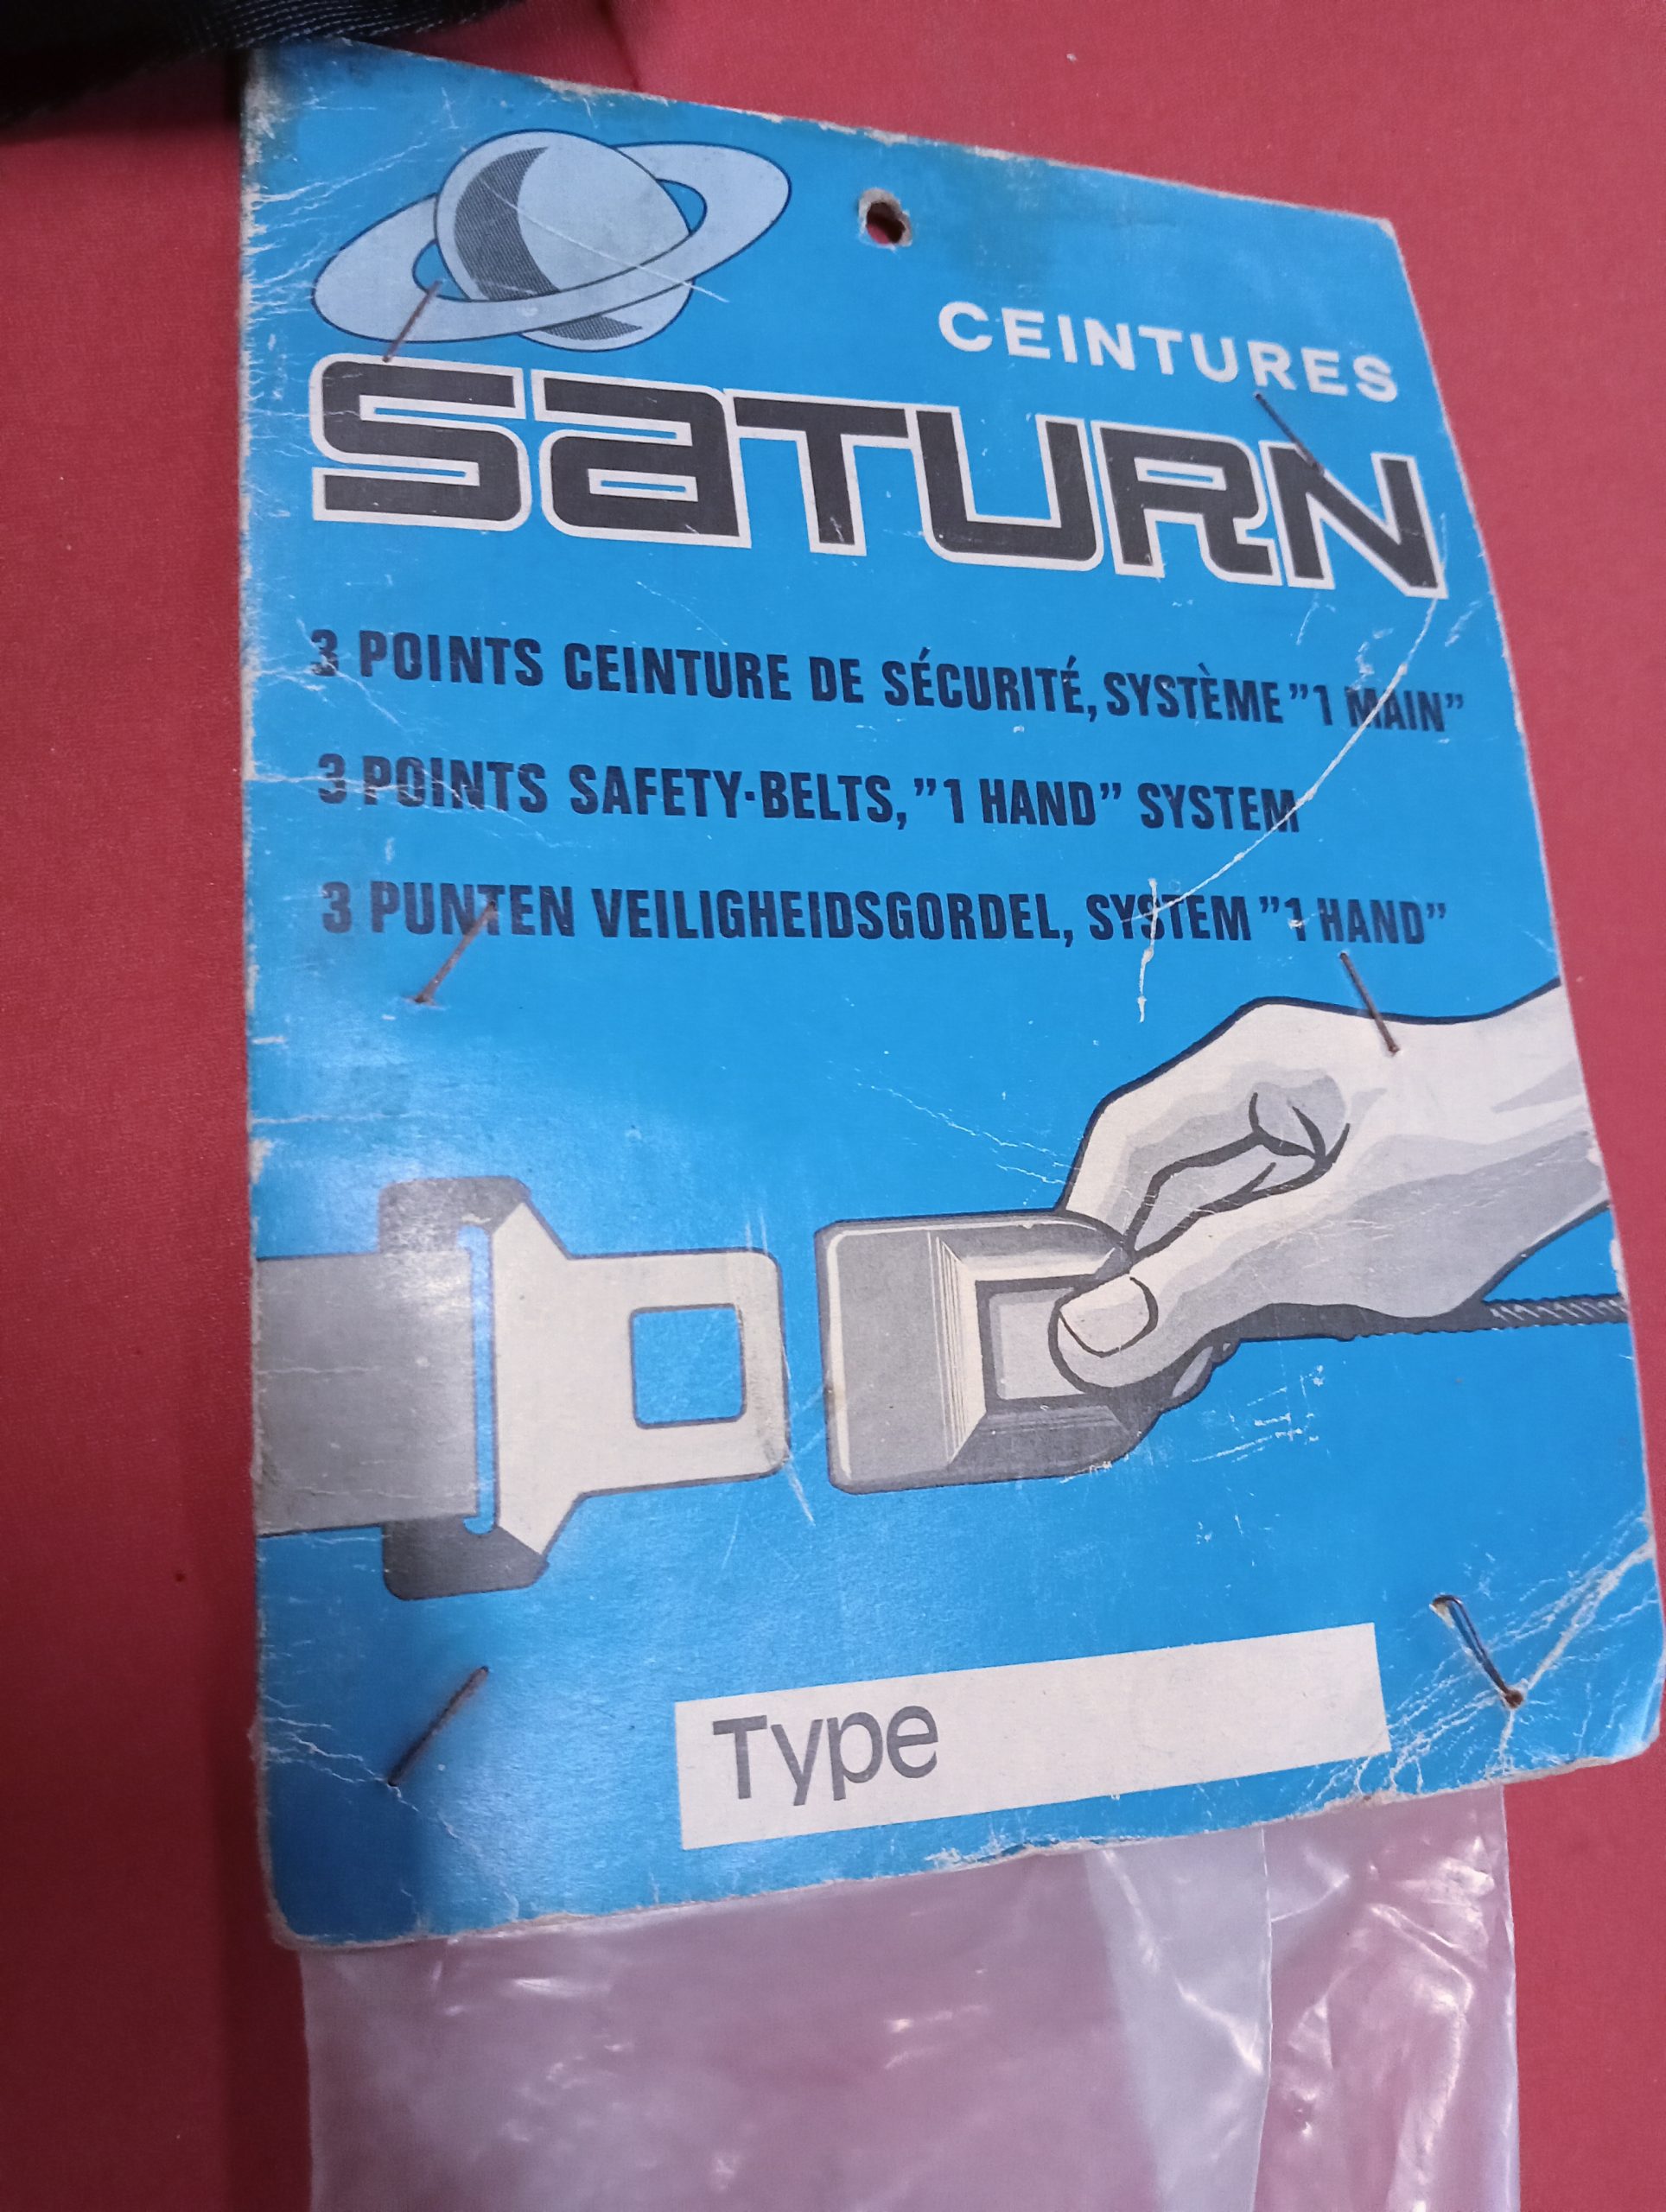 CEINTURES
SATURN
3 POINTS CEINTURE DE SÉCURITÉ, SYSTÈME "1 MAIN"
3 POINTS SAFETY-BELTS, "1 HAND" SYSTEM
3 PUNTEN VEILIGHEIDSGORDEL, SYSTEM "1 HAND"
Type